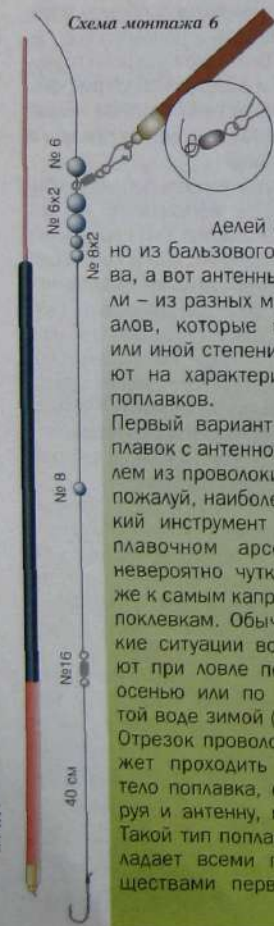 Схема монтажа 6
№ 6
№ 6х2
№ 8х2
№ 8
№16
40 см
делей
но из бальзового
ва, а вот антенны
ли – из разных м
алов, которые
или иной степени
ют на характери
поплавков.
Первый вариант
плавок с антенно
лем из проволоки
пожалуй, наиболе
кий инструмент
плавочном арсе
невероятно чутк
же к самым капр
поклевкам. Обыч
кие ситуации во
ют при ловле по
осенью или по
той воде зимой (
Отрезок проволо
жет проходить
тело поплавка, 
руя и антенну,
Такой тип попла
ладает всеми п
ществами перв